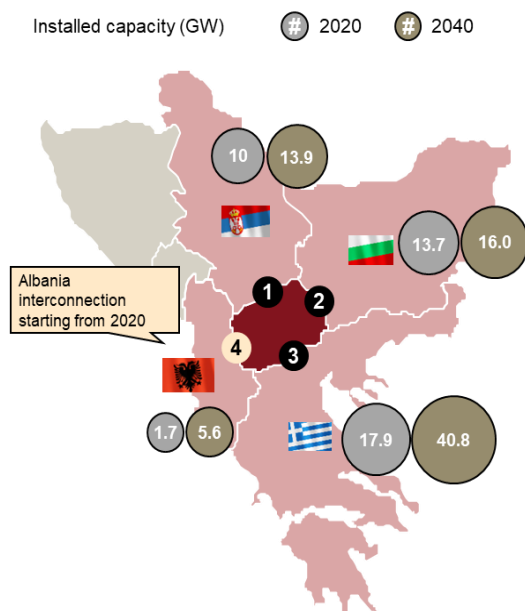 Installed capacity (GW) # 2020 # 2040
10 13.9
13.7 16.0
Albania
interconnection
starting from 2020
1 2
4 3
1.7 5.6
17.9 40.8